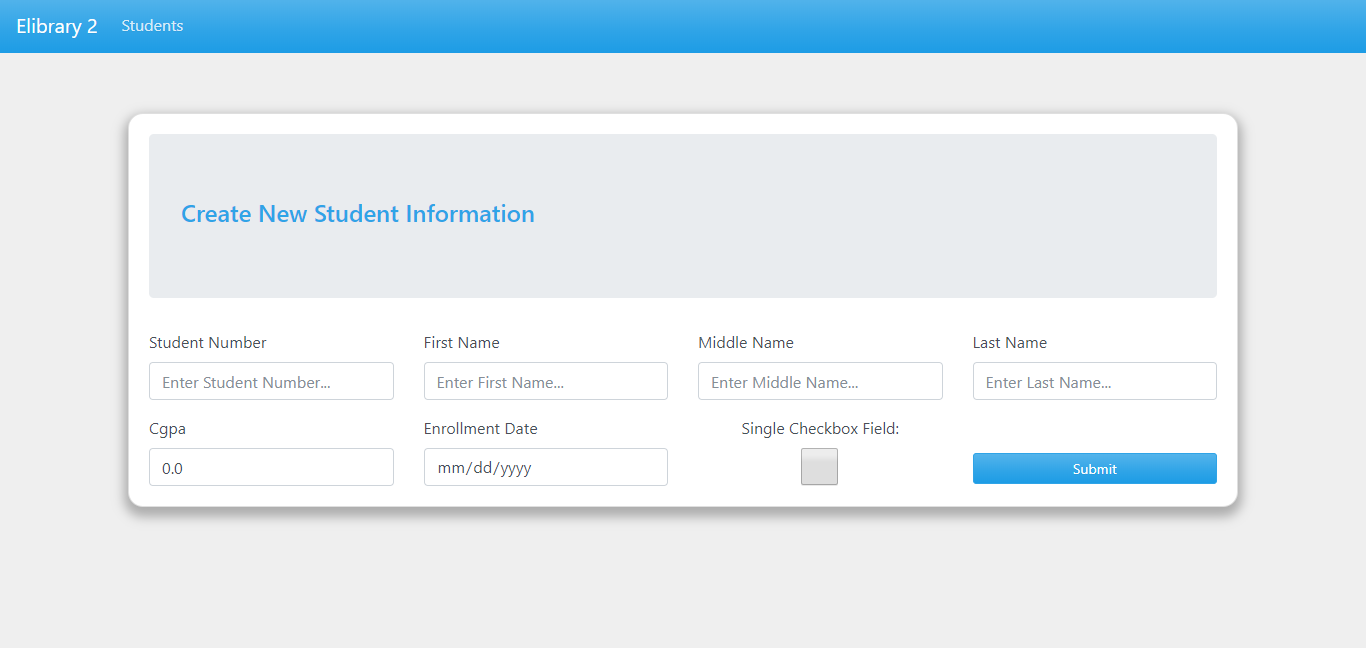 Elibrary 2 Students
Create New Student Information
Student Number First Name Middle Name Last Name
Enter Student Number... Enter First Name... Enter Middle Name... Enter Last Name...
Cgpa Enrollment Date Single Checkbox Field:
0.0 mm/dd/yyyy Submit